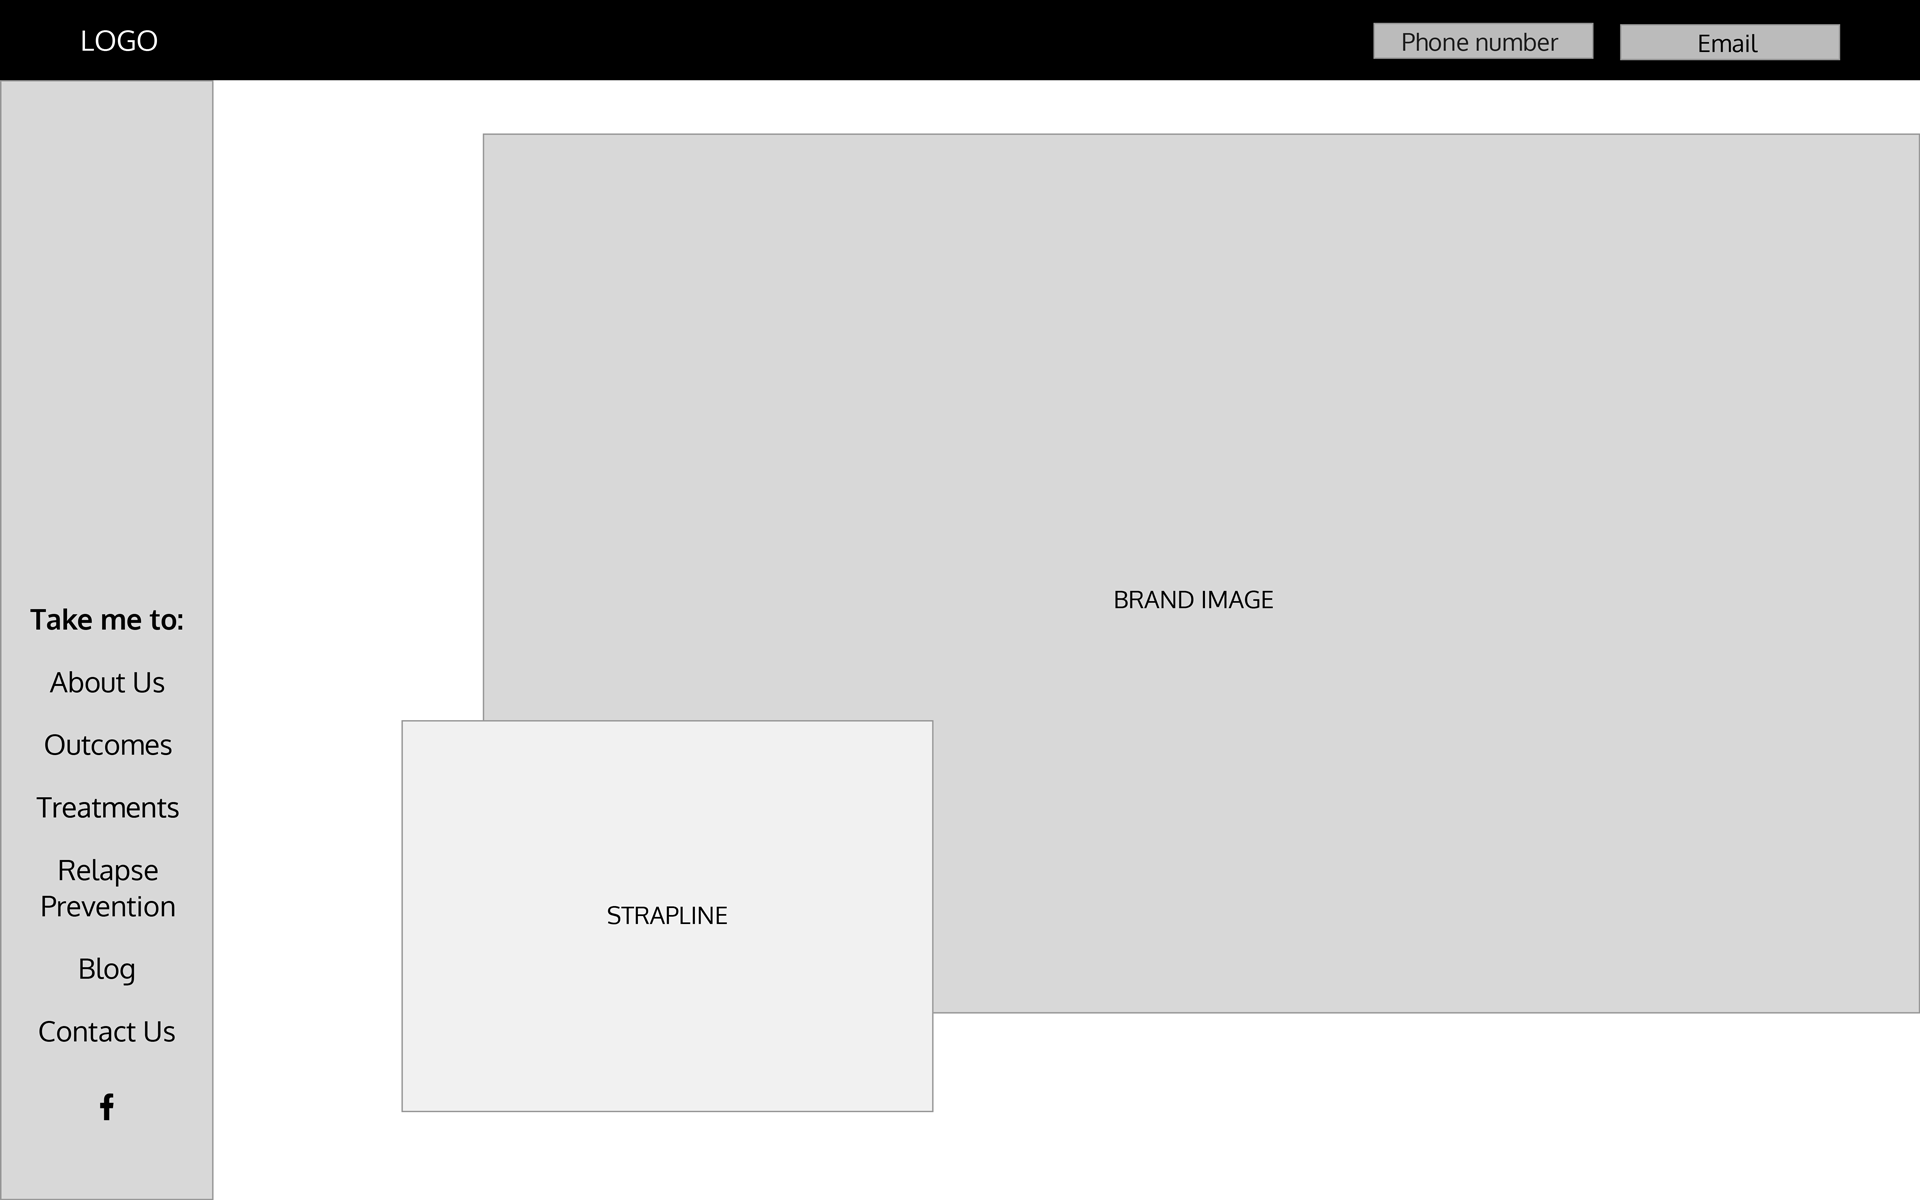 LOGO
Phone number
Email
BRAND IMAGE
STRAPLINE
Take me to:
About Us
Outcomes
Treatments
Relapse
Prevention
Blog
Contact Us
f